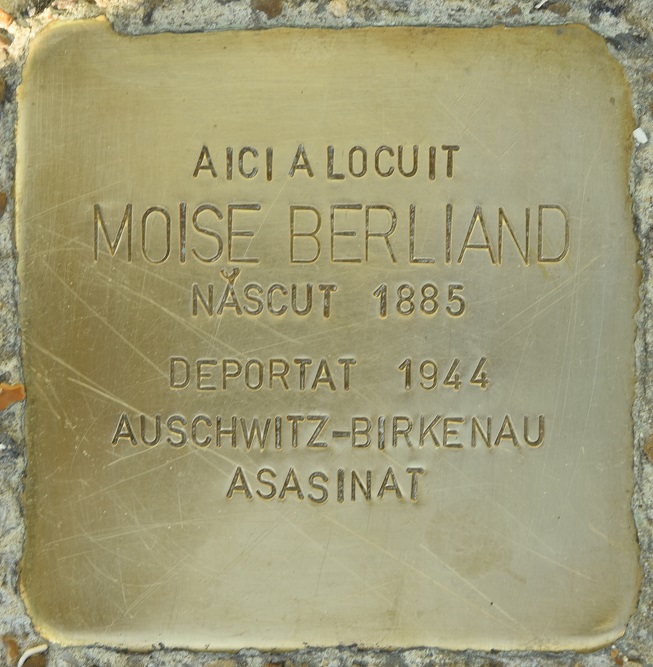 AICI A LOCUIT
MOISE BERLIAND
NĂSCUT 1885
DEPORTAT 1944
AUSCHWITZ-BIRKENAU
ASASINAT